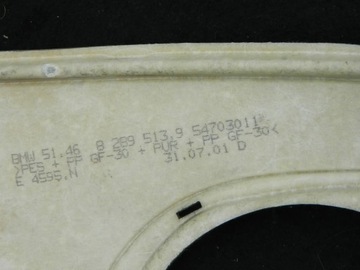 BMW 51.46 8 269 513.9 54703011
>PES + PP GF-30 + PUR + PP GF-30<
E 4595.N 31.07.01 D